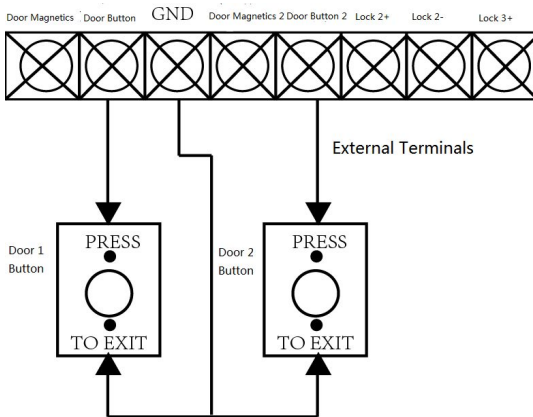 Door Magnetics Door Button GND Door Magnetics 2 Door Button 2 Lock 2+ Lock 2- Lock 3+
External Terminals
Door 1
Button
PRESS
TO EXIT
Door 2
Button
PRESS
TO EXIT